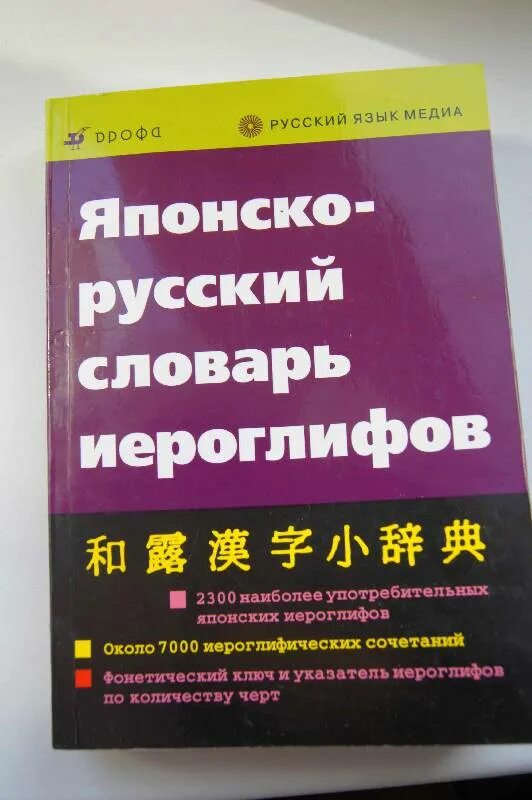 дрофа РУССКИЙ ЯЗЫК МЕДИА
Японско-
русский
словарь
иероглифов
和露漢字小辞典
2300 наиболее употребительных
японских иероглифов
Около 7000 иероглифических сочетаний
Фонетический ключ и указатель иероглифов
по количеству черт